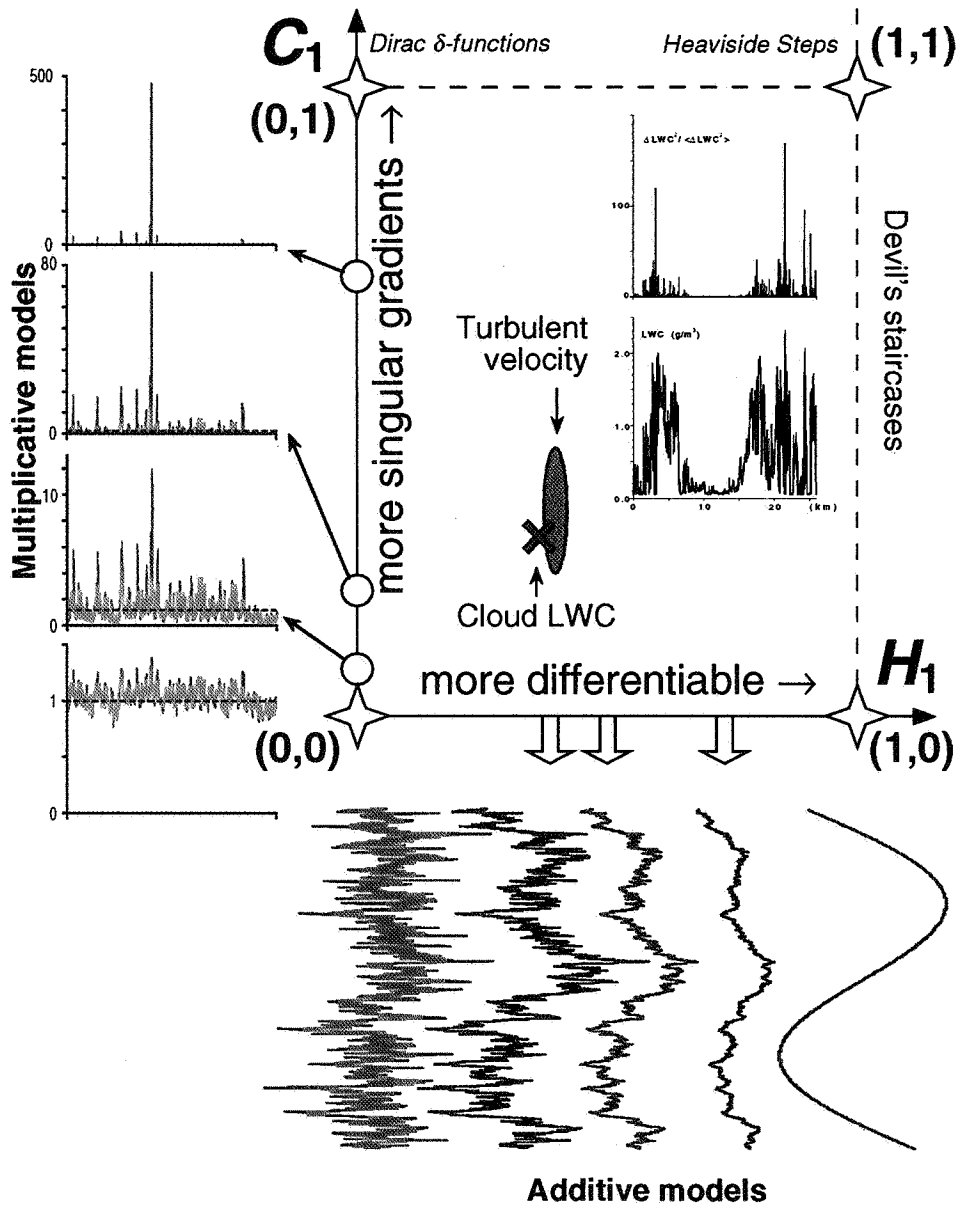 C1
Dirac δ-functions
Heaviside Steps
(1,1)
(0,1)
500
0
80
0
10
0
1
0
Multiplicative models
more singular gradients →
Δ LWC² / <Δ LWC²>
100
0
LWC (g/m³)
2.0
1.0
0.0
0
10
20
(km)
Devil's staircases
Turbulent
velocity
Cloud LWC
more differentiable →
H1
(0,0)
(1,0)
Additive models